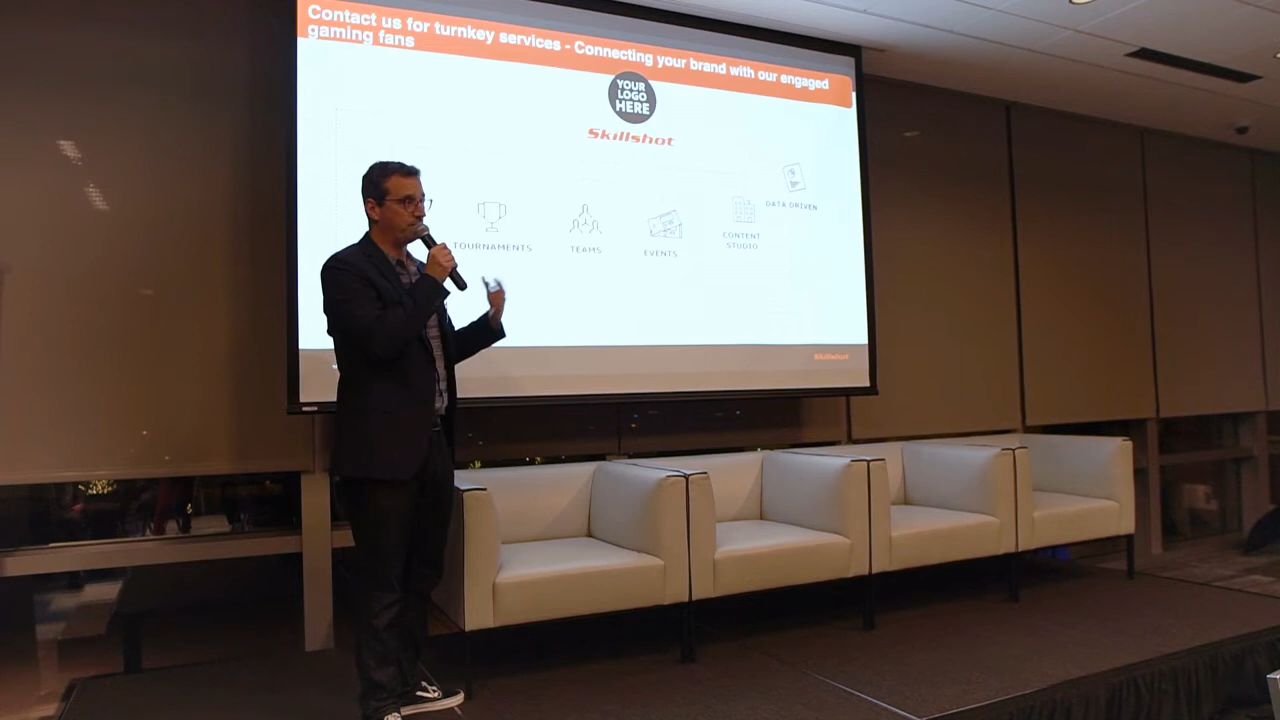 Contact us for turnkey services - Connecting your brand with our engaged
gaming fans
YOUR
LOGO
HERE
Skillshot
TOURNAMENTS
TEAMS
EVENTS
CONTENT
STUDIO
DATA DRIVEN
Skillshot